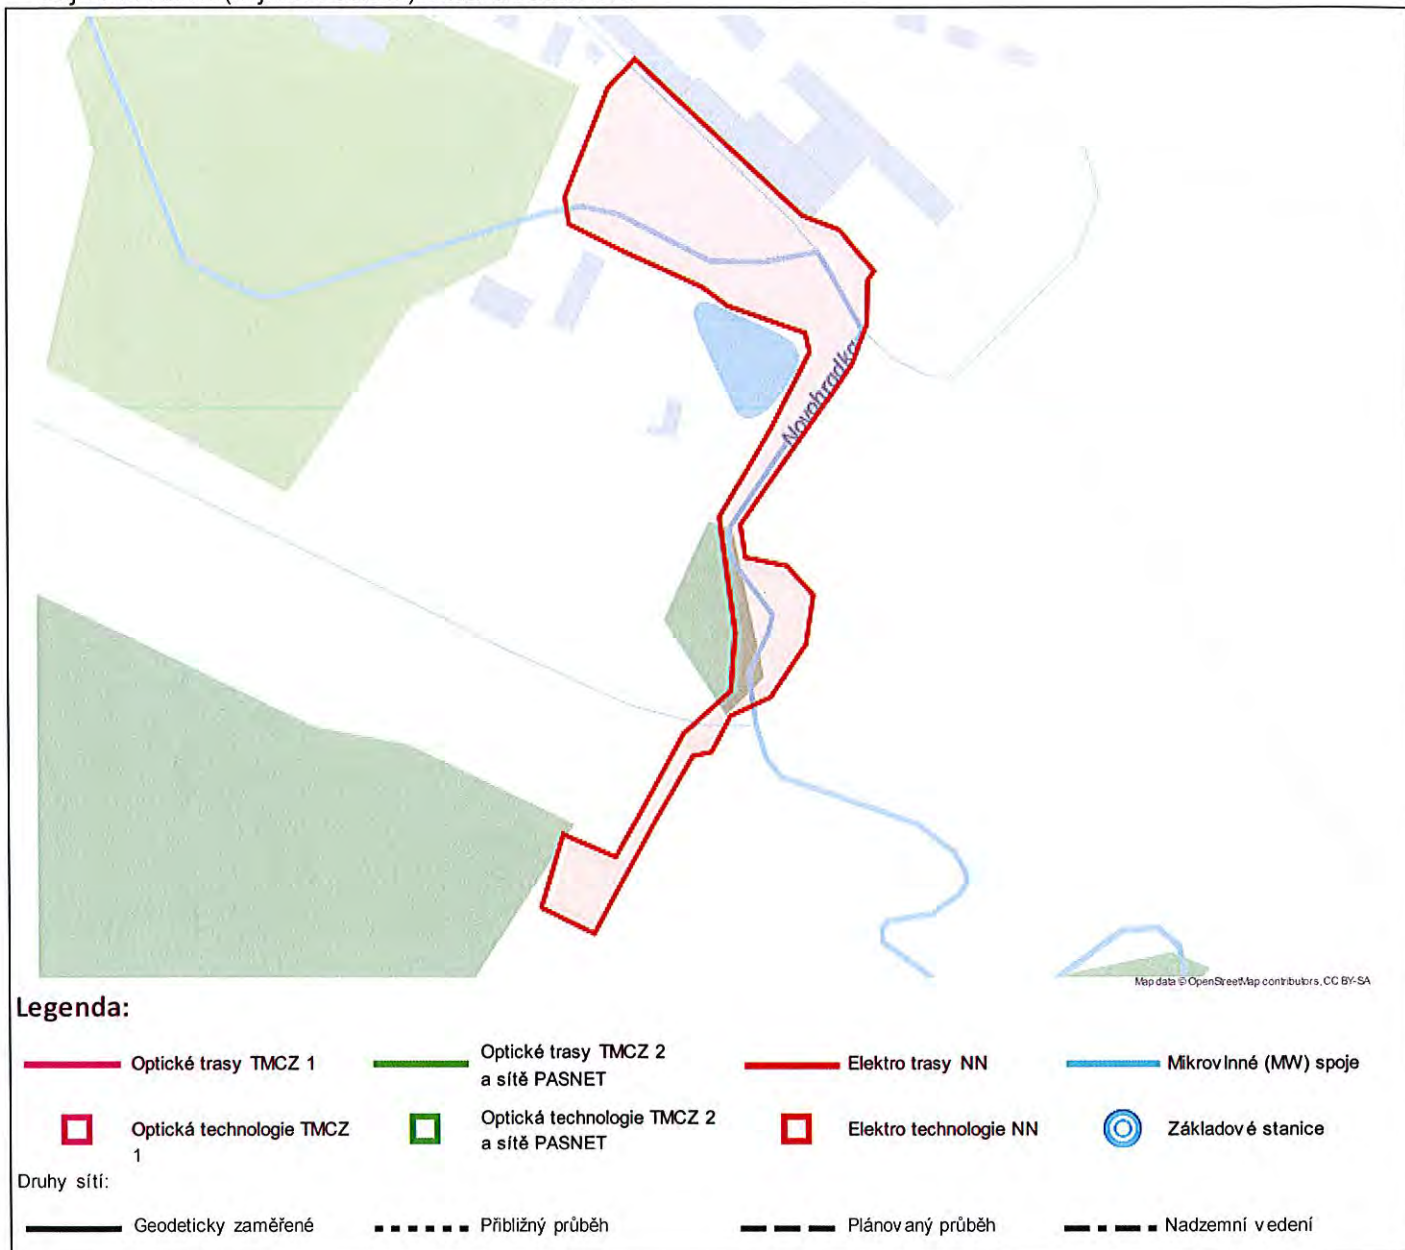 Novohradka
Map data © OpenStreetMap contributors, CC BY-SA
Legenda:
Optické trasy TMCZ 1
Optické trasy TMCZ 2
a sítě PASNET
Elektro trasy NN
Mikrovlnné (MW) spoje
Optická technologie TMCZ
1
Optická technologie TMCZ 2
a sítě PASNET
Elektro technologie NN
Základové stanice
Druhy sítí:
Geodeticky zaměřené
Přibližný průběh
Plánovaný průběh
Nadzemní vedení